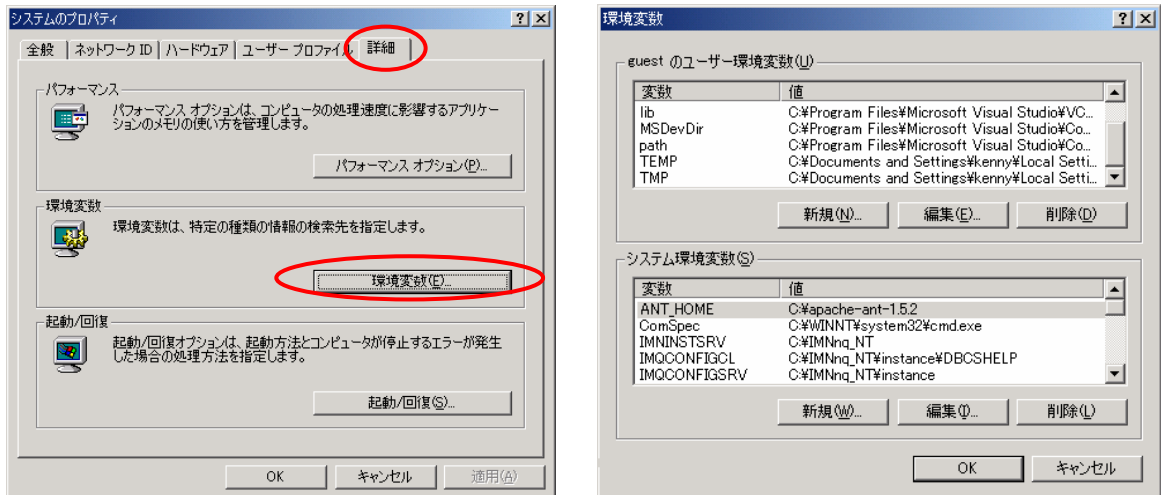 システムのプロパティ
全般 ネットワーク ID ハードウェア ユーザー プロファイル 詳細
パフォーマンス
パフォーマンス オプションは、コンピュータの処理速度に影響するアプリケー
ションのメモリの使い方を管理します。
パフォーマンス オプション(P)...
環境変数
環境変数は、特定の種類の情報の検索先を指定します。
環境変数(E)...
起動/回復
起動/回復オプションは、起動方法とコンピュータが停止するエラーが発生
した場合の処理方法を指定します。
起動/回復(S)...
OK キャンセル 適用(A)
環境変数
guest のユーザー環境変数(U)
変数 値
lib C:¥Program Files¥Microsoft Visual Studio¥VC...
MSDevDir C:¥Program Files¥Microsoft Visual Studio¥Co...
path C:¥Program Files¥Microsoft Visual Studio¥Co...
TEMP C:¥Documents and Settings¥kenny¥Local Setti...
TMP C:¥Documents and Settings¥kenny¥Local Setti...
新規(N)... 編集(E)... 削除(D)
システム環境変数(S)
変数 値
ANT_HOME C:¥apache-ant-1.5.2
ComSpec C:¥WINNT¥system32¥cmd.exe
IMNINSTSRV C:¥IMNnq_NT
IMQCONFIGCL C:¥IMNnq_NT¥instance¥DBCSHELP
IMQCONFIGSRV C:¥IMNnq_NT¥instance
新規(W)... 編集(I)... 削除(L)
OK キャンセル